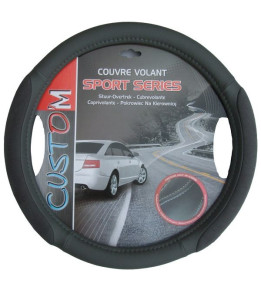 COUVRE VOLANT
SPORT SERIES
Stuur-Overtrek - Cubrevolante
Coprivolante - Pokrowiec Na Kierownicę
CUSTOM